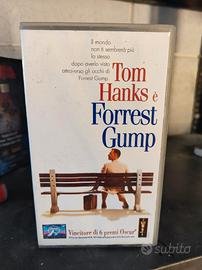 Il mondo
non ti sembrerà più
lo stesso
dopo averlo visto
attraverso gli occhi di
Forrest Gump.
Tom
Hanks è
Forrest
Gump
Vincitore di 6 premi Oscar
subito